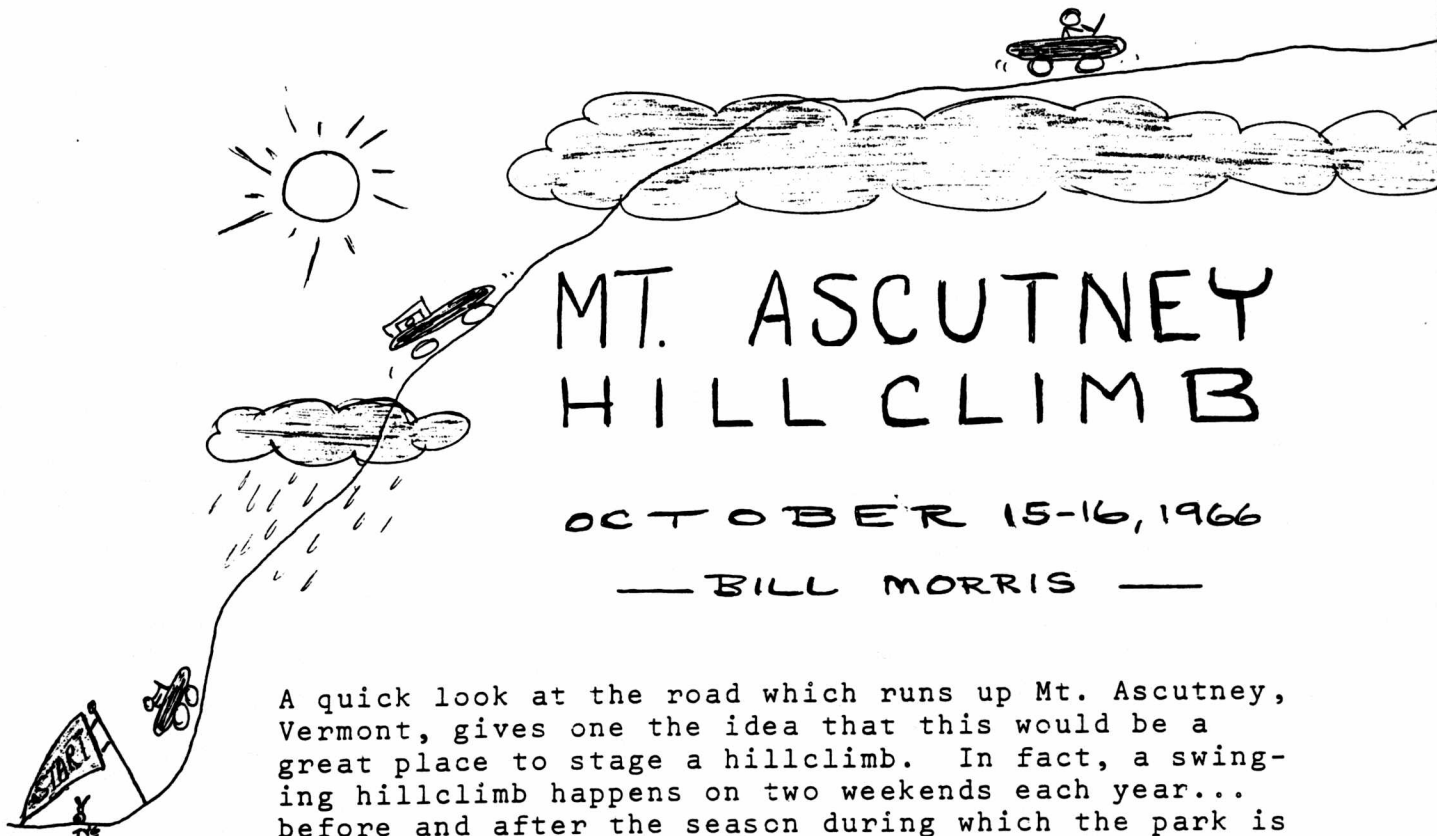 MT. ASCUTNEY
HILL CLIMB
OCTOBER 15-16, 1966
— BILL MORRIS —
START
A quick look at the road which runs up Mt. Ascutney,
Vermont, gives one the idea that this would be a
great place to stage a hillclimb.  In fact, a swing-
ing hillclimb happens on two weekends each year...
before and after the season during which the park is